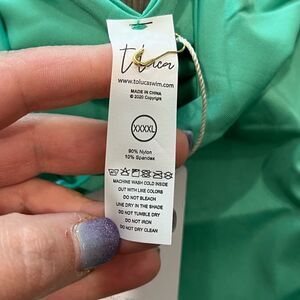 toluca
www.tolucaswim.com
MADE IN CHINA
© 2020 Copyright
XXXXL
90% Nylon
10% Spandex
MACHINE WASH COLD INSIDE
OUT WITH LIKE COLORS
DO NOT BLEACH
LINE DRY IN THE SHADE
DO NOT TUMBLE DRY
DO NOT IRON
DO NOT DRY CLEAN